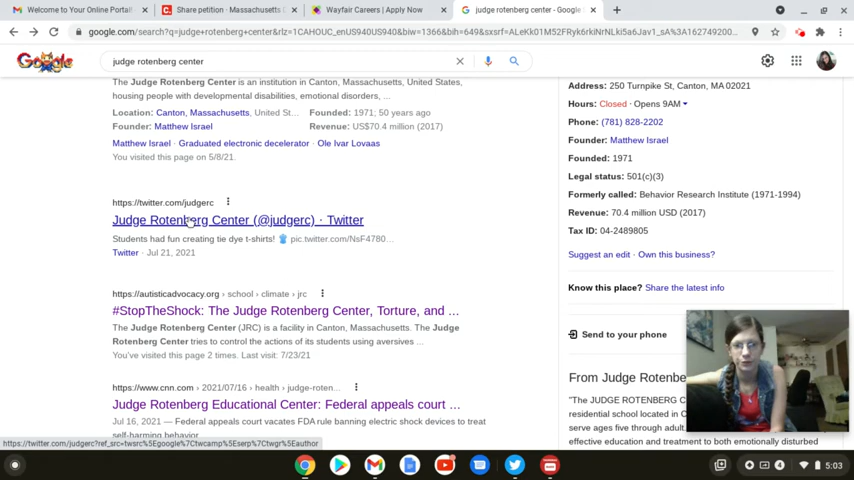 Welcome to Your Online Portal
Share petition · Massachusetts D
Wayfair Careers | Apply Now
judge rotenberg center - Google S
google.com/search?q=judge+rotenberg+center&rlz=1CAHOUC_enUS940US940&biw=1366&bih=649&sxsrf=
Google
judge rotenberg center
The Judge Rotenberg Center is an institution in Canton, Massachusetts, United States,
housing people with developmental disabilities, emotional disorders, ...
Location: Canton, Massachusetts, United St... Founded: 1971; 50 years ago
Founder: Matthew Israel Revenue: US$70.4 million (2017)
Matthew Israel · Graduated electronic decelerator · Ole Ivar Lovaas
You visited this page on 5/8/21.
https://twitter.com/judgerc
Judge Rotenberg Center (@judgerc) · Twitter
Students had fun creating tie dye t-shirts! pic.twitter.com/NsF4780...
Twitter · Jul 21, 2021
https://autisticadvocacy.org › school › climate › jrc
#StopTheShock: The Judge Rotenberg Center, Torture, and ...
The Judge Rotenberg Center (JRC) is a facility in Canton, Massachusetts. The Judge
Rotenberg Center tries to control the actions of its students using aversives ...
You've visited this page 2 times. Last visit: 7/23/21
https://www.cnn.com › 2021/07/16 › health › judge-roten...
Judge Rotenberg Educational Center: Federal appeals court ...
Jul 16, 2021 — Federal appeals court vacates FDA rule banning electric shock devices to treat
self-harming behavior
https://twitter.com/judgerc?ref_src=twsrc%5Egoogle%7Ctwcamp%5Eserp%7Ctwgr%5Eauthor
Address: 250 Turnpike St, Canton, MA 02021
Hours: Closed · Opens 9AM
Phone: (781) 828-2202
Founder: Matthew Israel
Founded: 1971
Legal status: 501(c)(3)
Formerly called: Behavior Research Institute (1971-1994)
Revenue: 70.4 million USD (2017)
Tax ID: 04-2489805
Suggest an edit · Own this business?
Know this place? Share the latest info
Send to your phone
From Judge Rotenbe
"The JUDGE ROTENBERG C
residential school located in C
serve ages five through adult.
effective education and treatment to both emotionally disturbed
4
5:03